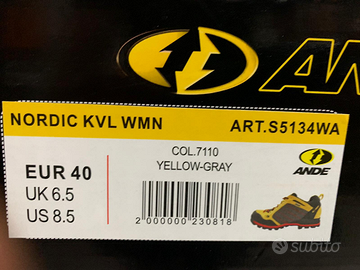 ANDE
NORDIC KVL WMN ART.S5134WA
COL.7110
YELLOW-GRAY
EUR 40
UK 6.5
US 8.5
ANDE
2 000000 230818
subito